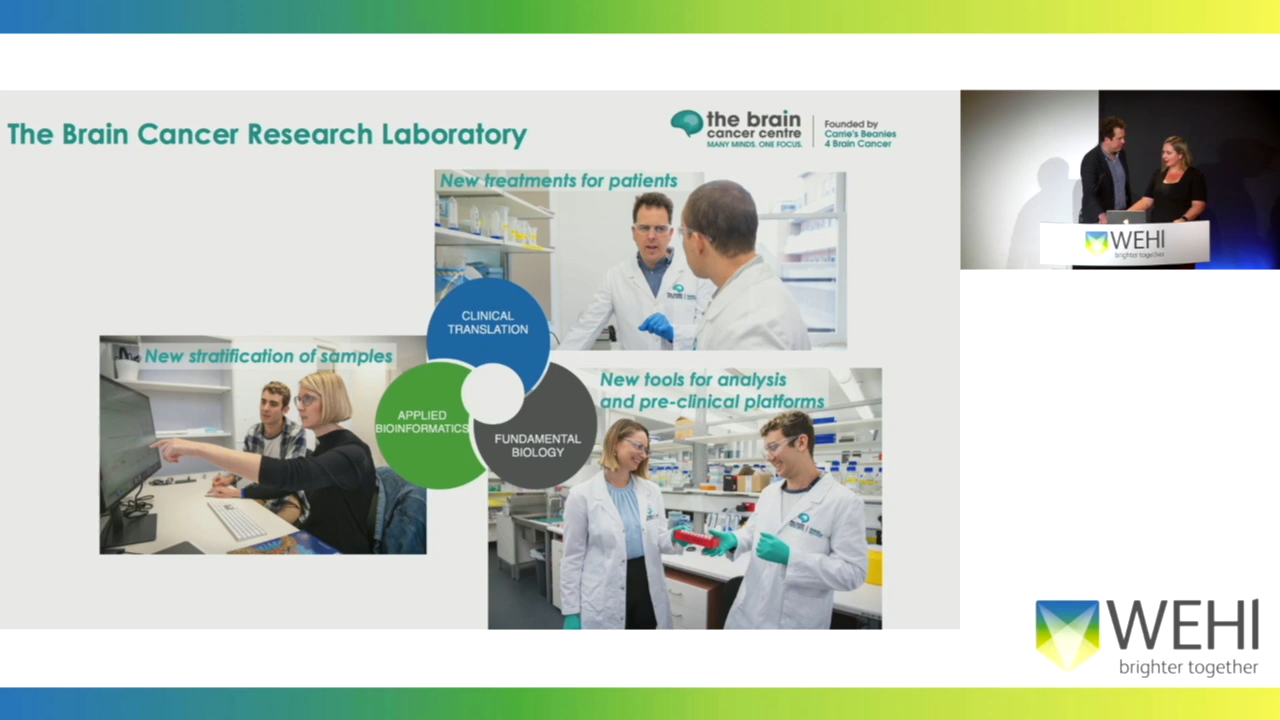 The Brain Cancer Research Laboratory
the brain
cancer centre
MANY MINDS. ONE FOCUS.
Founded by
Carrie's Beanies
4 Brain Cancer
New treatments for patients
CLINICAL
TRANSLATION
New stratification of samples
APPLIED
BIOINFORMATICS
New tools for analysis
and pre-clinical platforms
FUNDAMENTAL
BIOLOGY
WEHI
brighter together
WEHI
brighter together